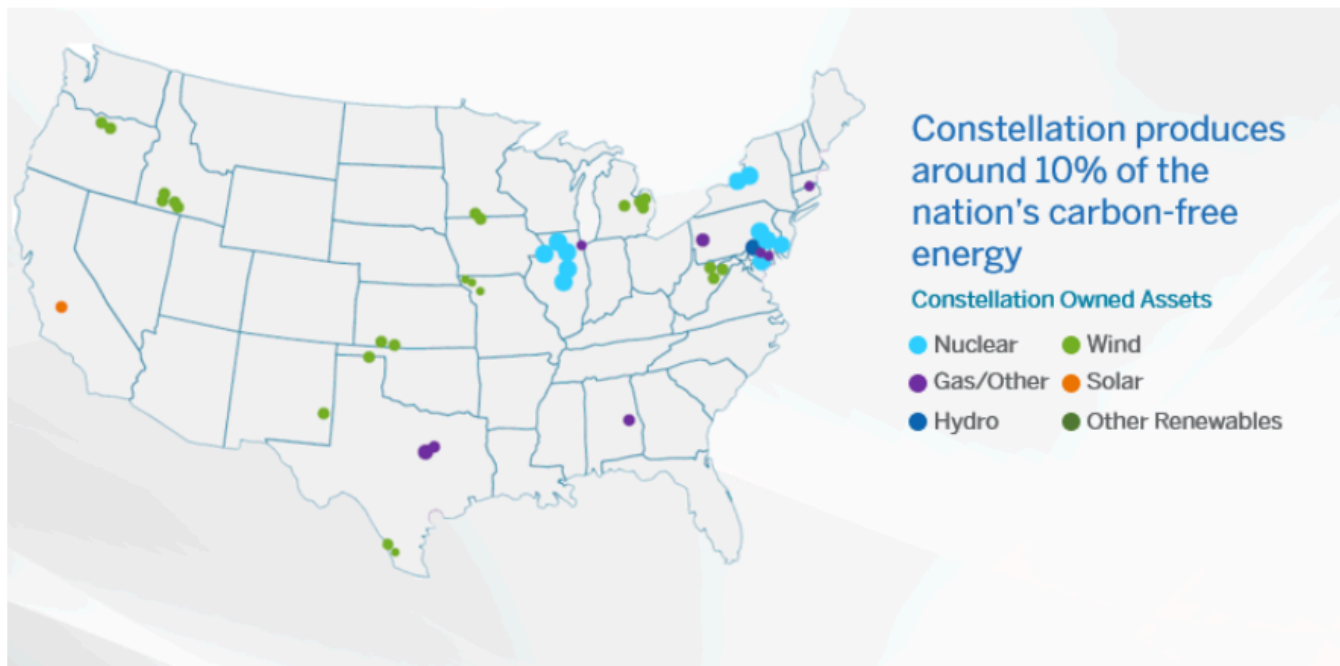 Constellation produces
around 10% of the
nation's carbon-free
energy
Constellation Owned Assets
Nuclear
Wind
Gas/Other
Solar
Hydro
Other Renewables